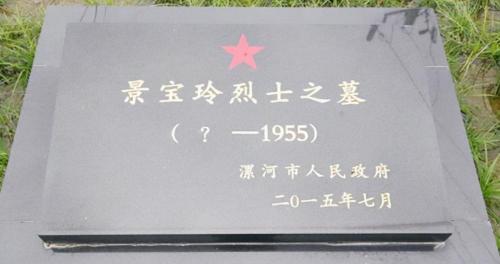 景宝玲烈士之墓
( ? —1955)
漯河市人民政府
二〇一五年七月